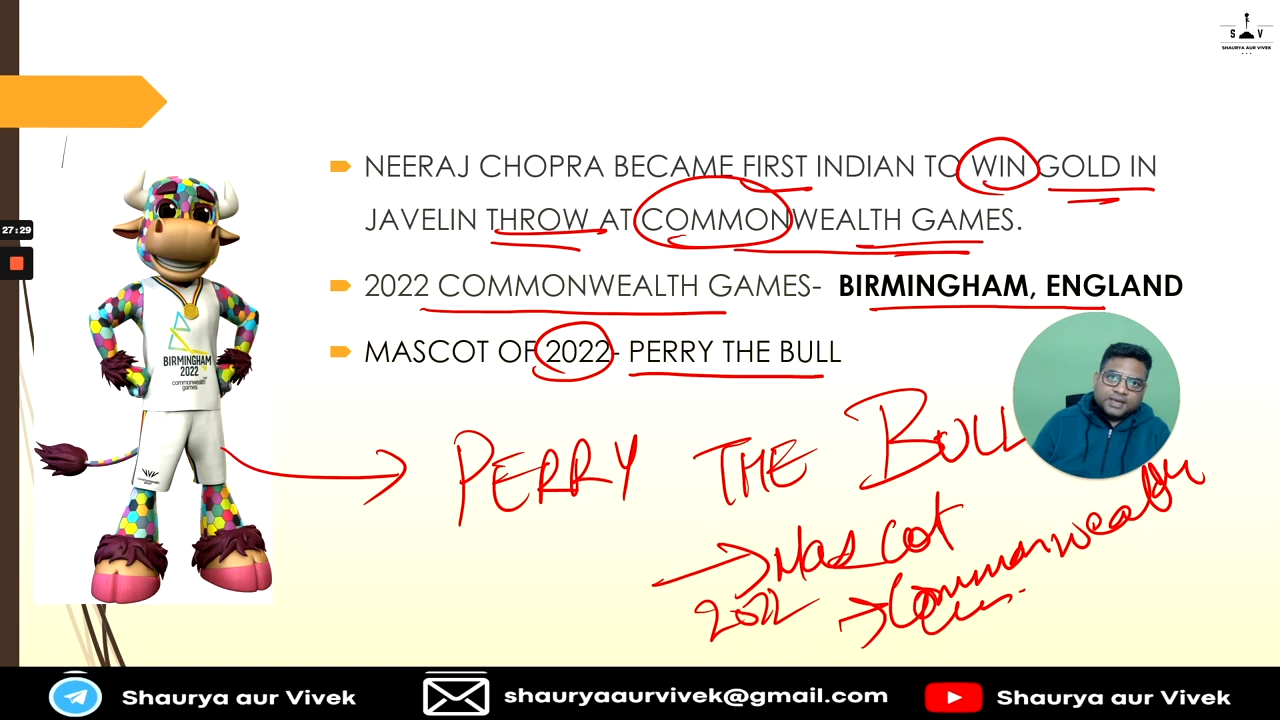 S V
SHAURYA AUR VIVEK
NEERAJ CHOPRA BECAME FIRST INDIAN TO WIN GOLD IN
JAVELIN THROW AT COMMONWEALTH GAMES.
27:29
2022 COMMONWEALTH GAMES- BIRMINGHAM, ENGLAND
MASCOT OF 2022- PERRY THE BULL
BIRMINGHAM
2022
commonwealth
games
PERRY THE BULL
Mascot
2022
Commonwealth
Shaurya aur Vivek
shauryaaurvivek@gmail.com
Shaurya aur Vivek